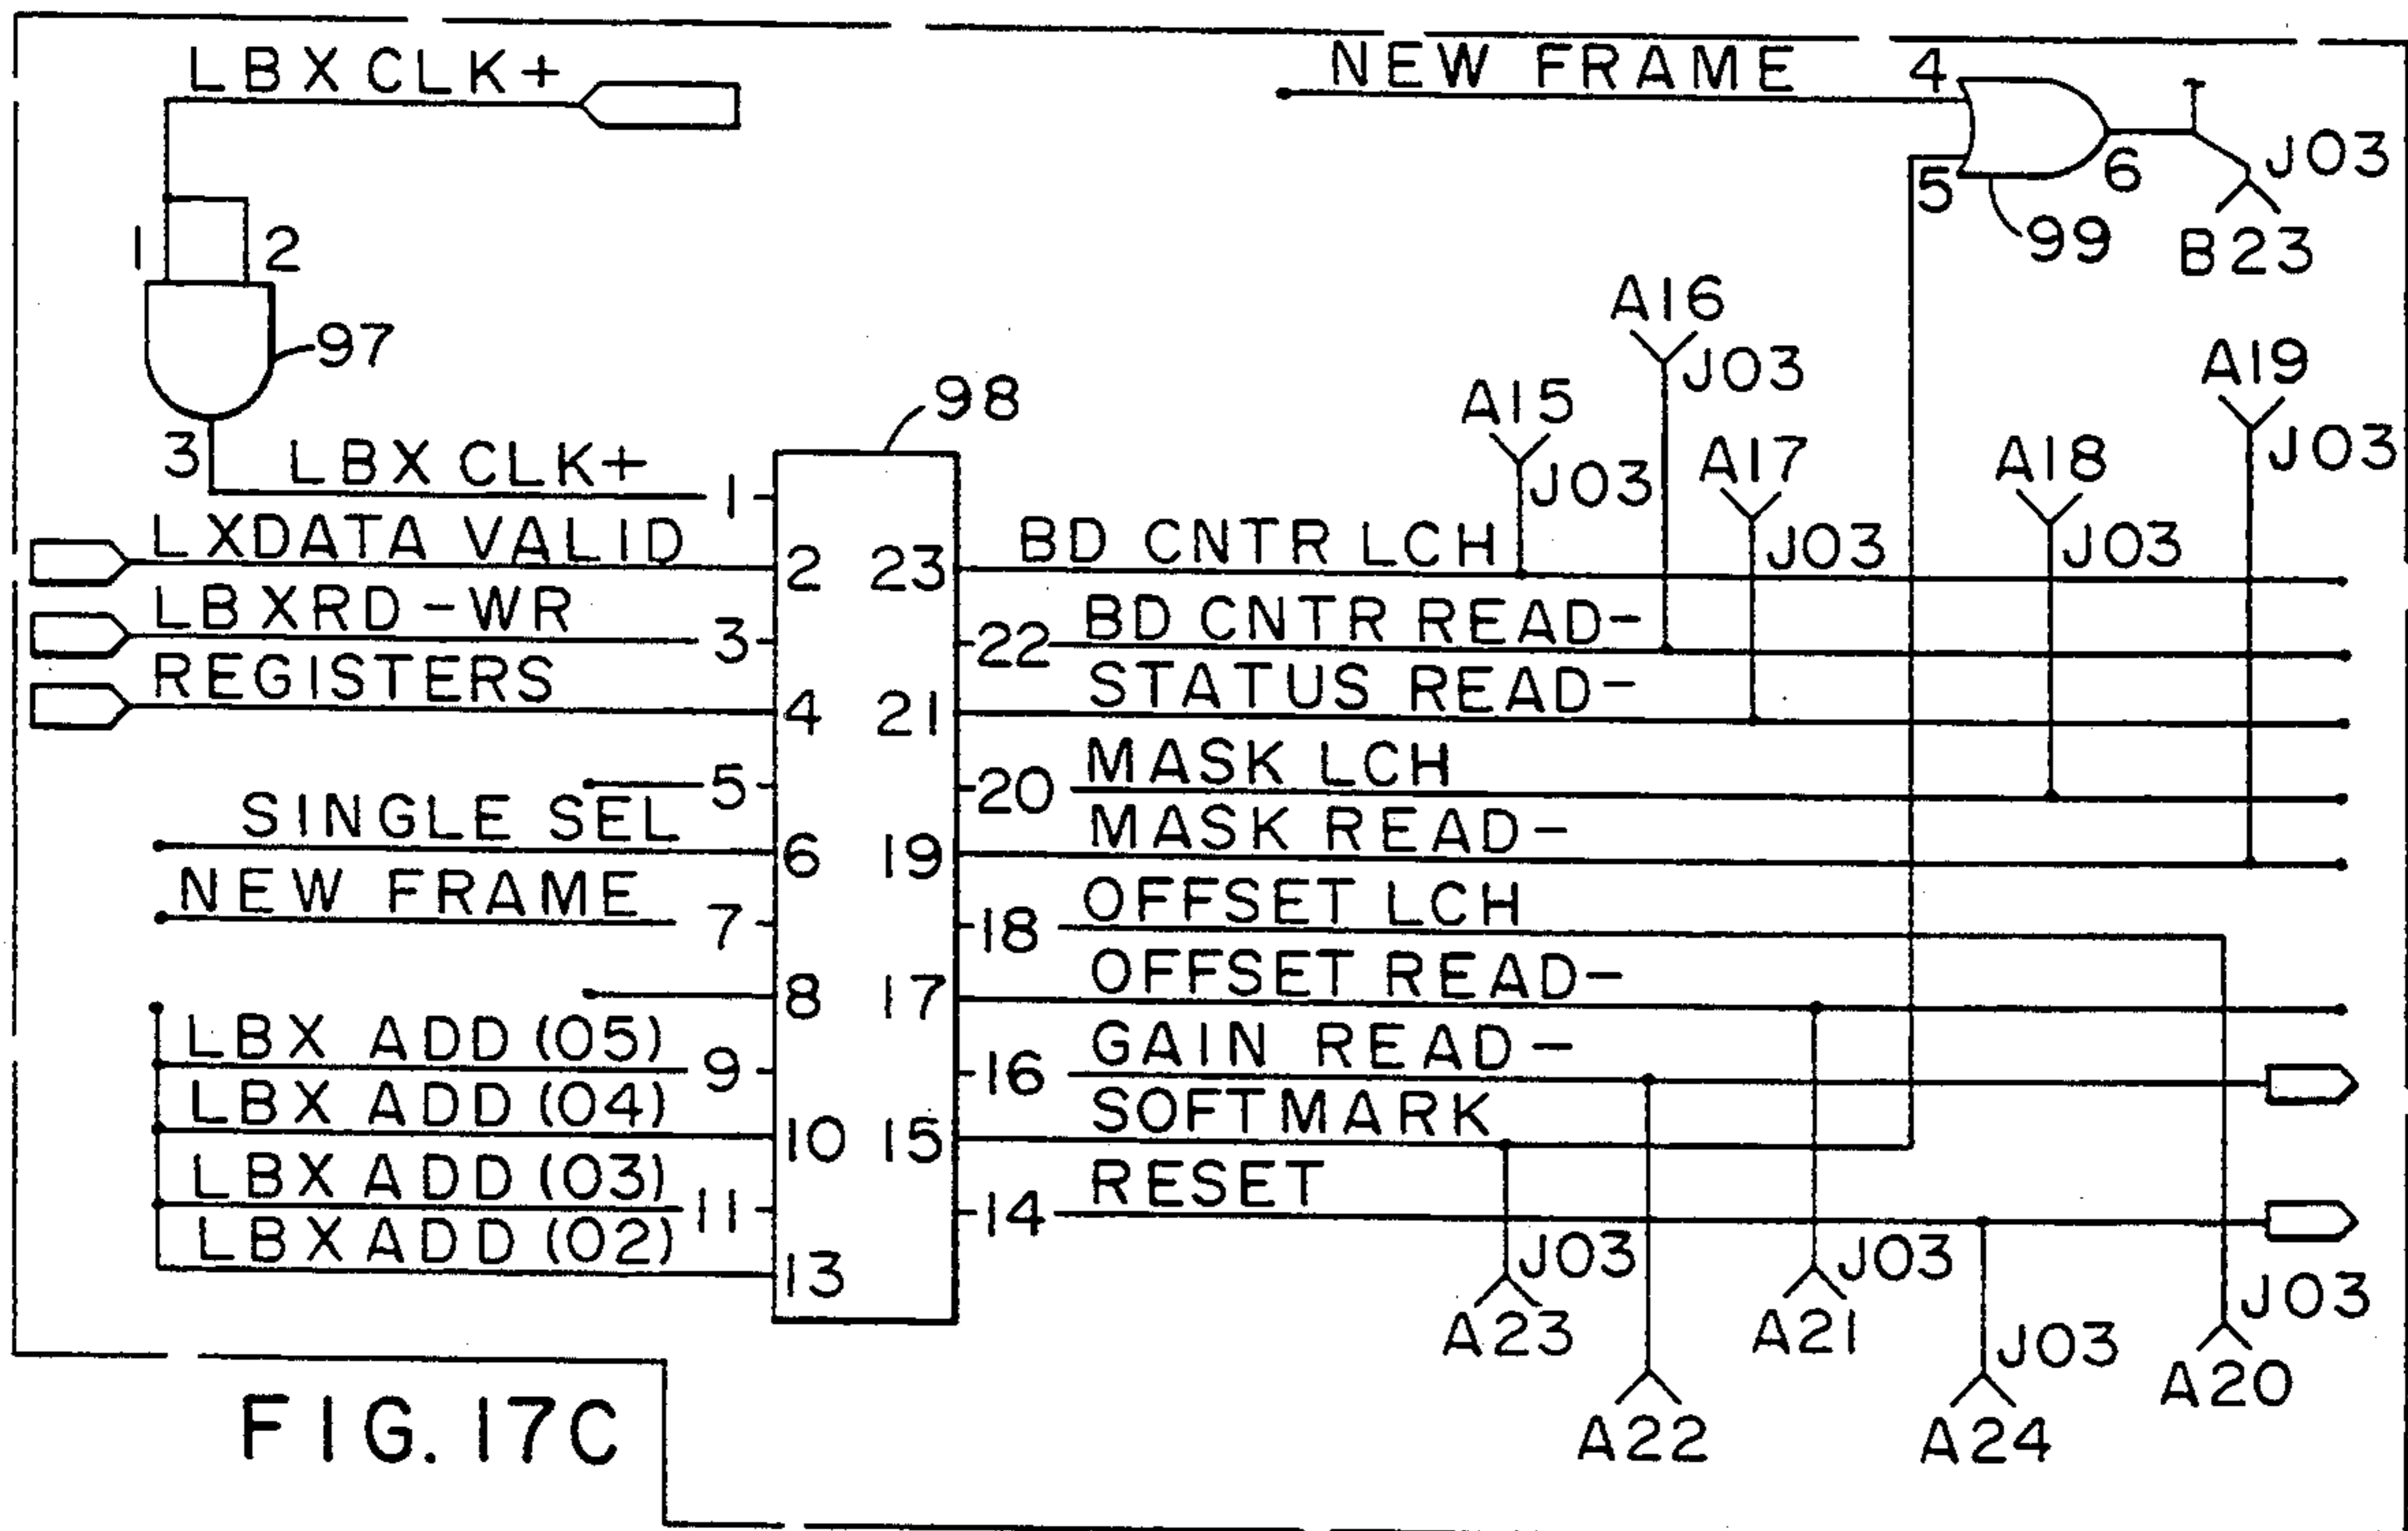 LBX CLK+
NEW FRAME
4
5
6
99
J03
B23
1
2
97
3
LBX CLK+
98
A15
J03
A16
J03
A17
J03
A18
J03
A19
J03
1
LXDATA VALID
2
LBXRD-WR
3
REGISTERS
4
5
SINGLE SEL
6
NEW FRAME
7
8
LBX ADD (05)
9
LBX ADD (04)
10
LBX ADD (03)
11
LBX ADD (02)
13
23 BD CNTR LCH
22 BD CNTR READ-
21 STATUS READ-
20 MASK LCH
19 MASK READ-
18 OFFSET LCH
17 OFFSET READ-
16 GAIN READ-
15 SOFTMARK
14 RESET
J03
A23
A22
J03
A21
J03
A24
J03
A20
FIG. 17C